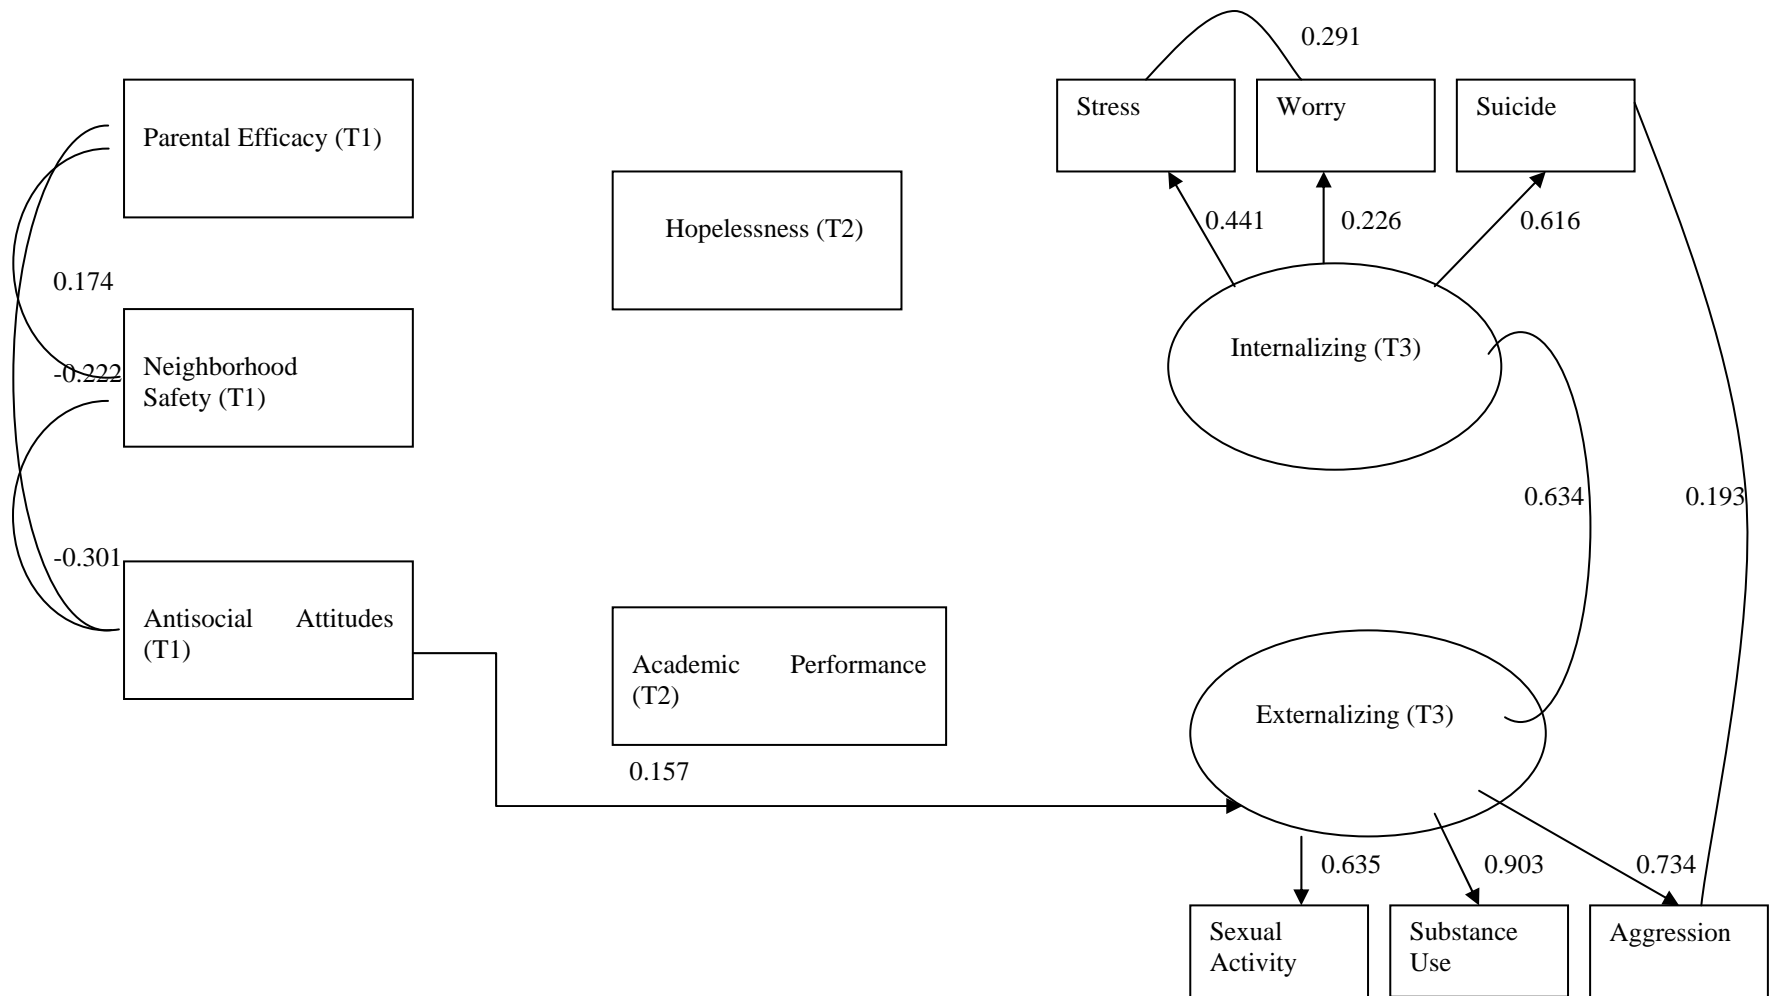 0.291
Stress
Worry
Suicide
Parental Efficacy (T1)
Hopelessness (T2)
0.441
0.226
0.616
0.174
Neighborhood
Safety (T1)
-0.222
Internalizing (T3)
0.634
0.193
-0.301
Antisocial Attitudes
(T1)
Academic Performance
(T2)
Externalizing (T3)
0.157
0.635
0.903
0.734
Sexual
Activity
Substance
Use
Aggression